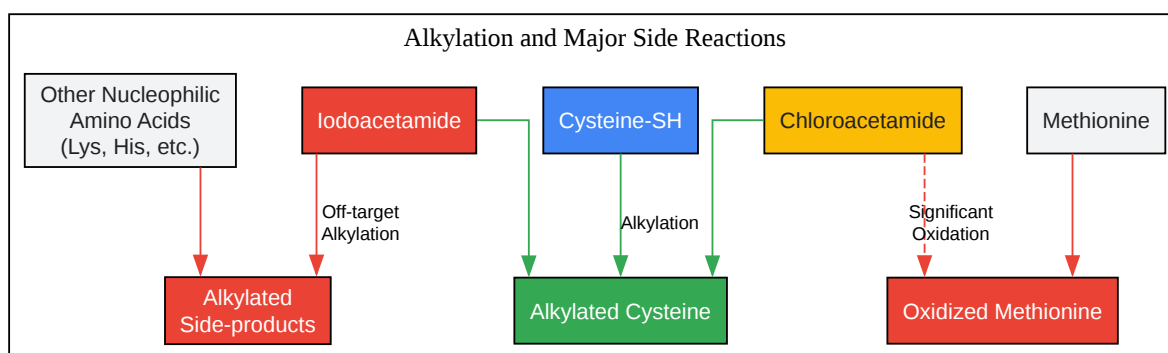 Alkylation and Major Side Reactions
Other Nucleophilic
Amino Acids
(Lys, His, etc.)
Iodoacetamide
Cysteine-SH
Chloroacetamide
Methionine
Off-target
Alkylation
Alkylation
Significant
Oxidation
Alkylated
Side-products
Alkylated Cysteine
Oxidized Methionine